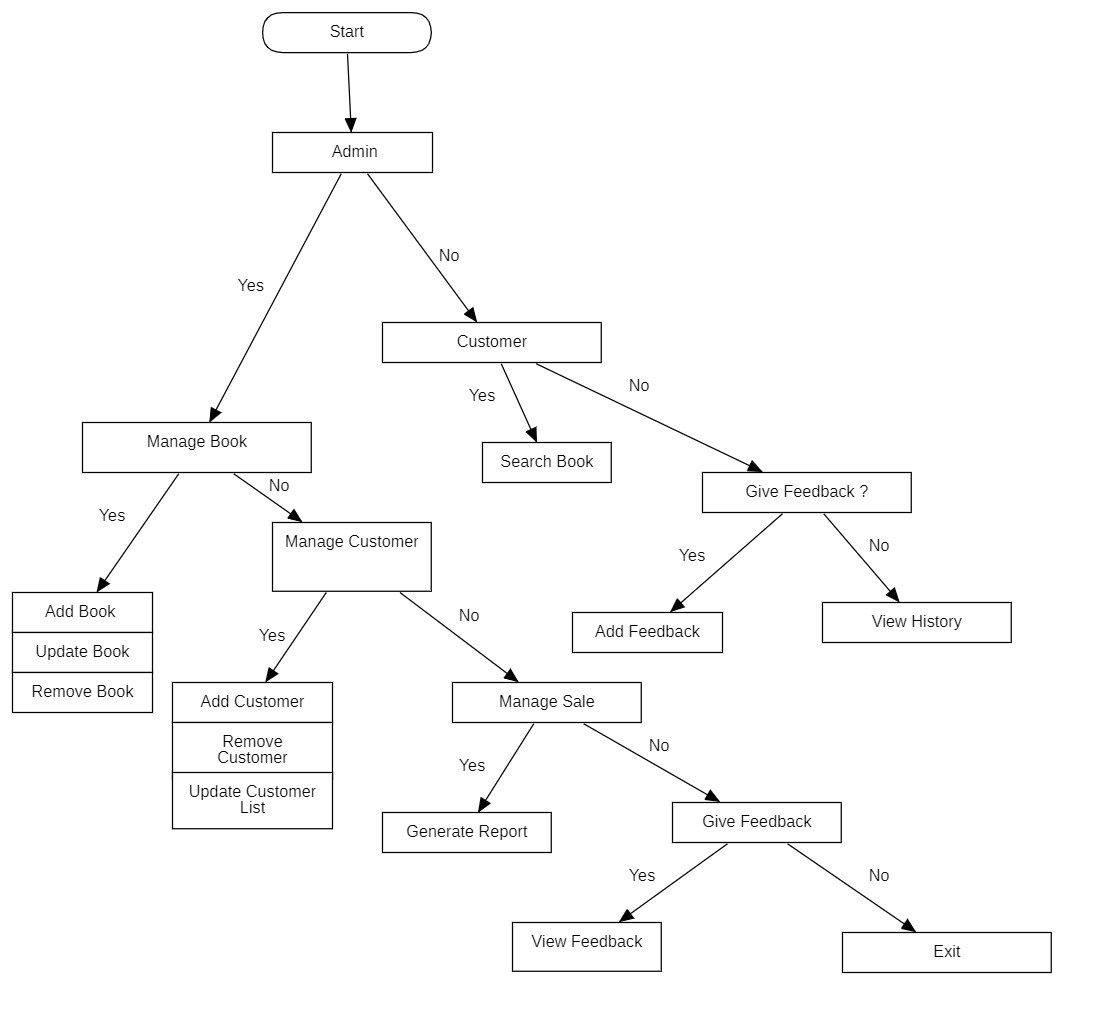 Start
Admin
No
Yes
Customer
Yes
No
Manage Book
Search Book
Give Feedback ?
No
Yes
Manage Customer
Yes
No
Add Book
Update Book
Remove Book
Add Feedback
View History
Yes
No
Add Customer
Remove
Customer
Update Customer
List
Manage Sale
Yes
No
Generate Report
Give Feedback
Yes
No
View Feedback
Exit